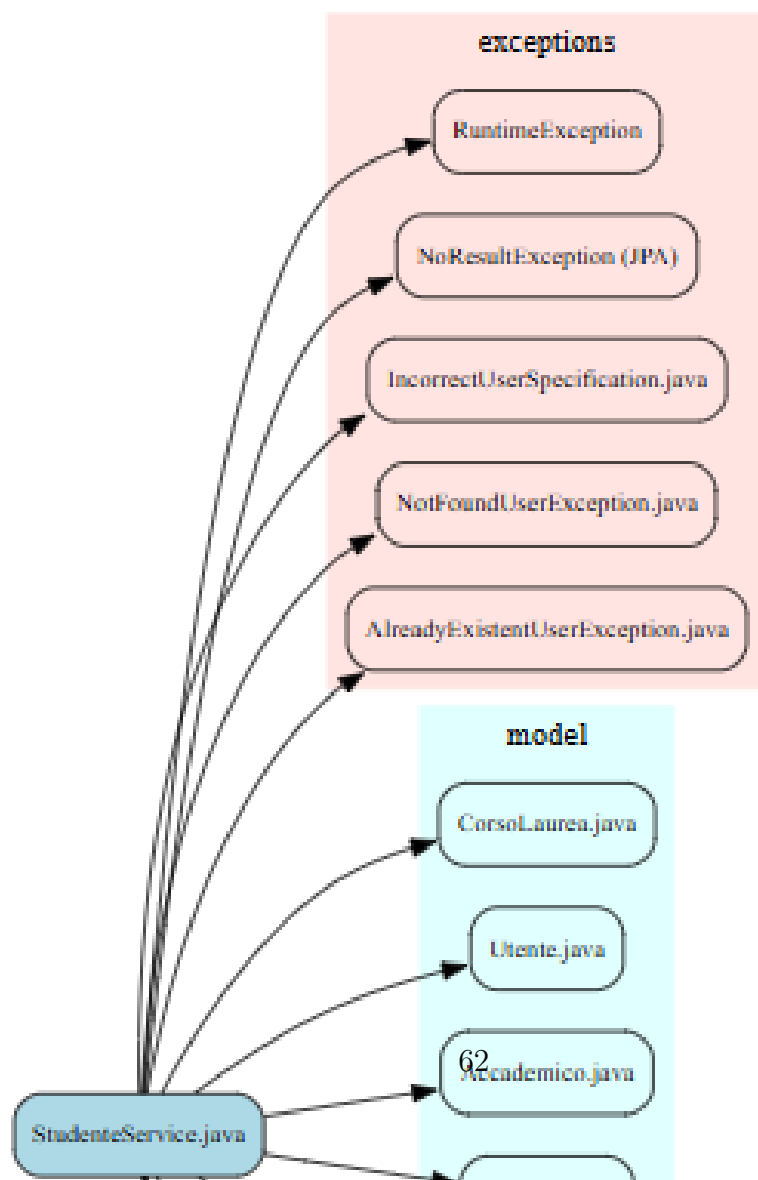 exceptions
RuntimeException
NoResultException (JPA)
IncorrectUserSpecification.java
NotFoundUserException.java
AlreadyExistentUserException.java
model
CorsoLaurea.java
Utente.java
62
Accademico.java
StudenteService.java